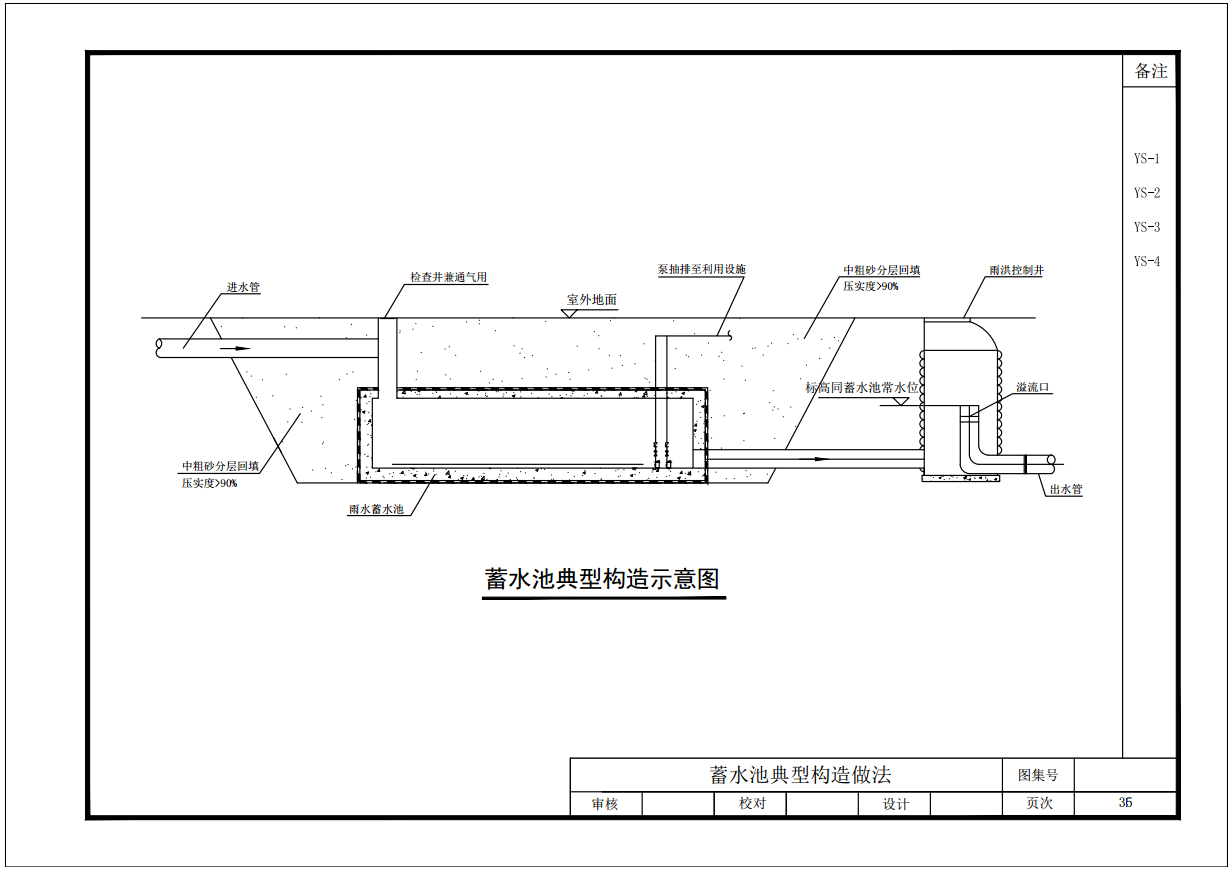 备注
YS-1
YS-2
YS-3
YS-4
进水管
检查井兼通气用
室外地面
泵抽排至利用设施
中粗砂分层回填
压实度>90%
雨洪控制井
标高同蓄水池常水位
溢流口
中粗砂分层回填
压实度>90%
雨水蓄水池
出水管
蓄水池典型构造示意图
蓄水池典型构造做法
图集号
审核
校对
设计
页次
35